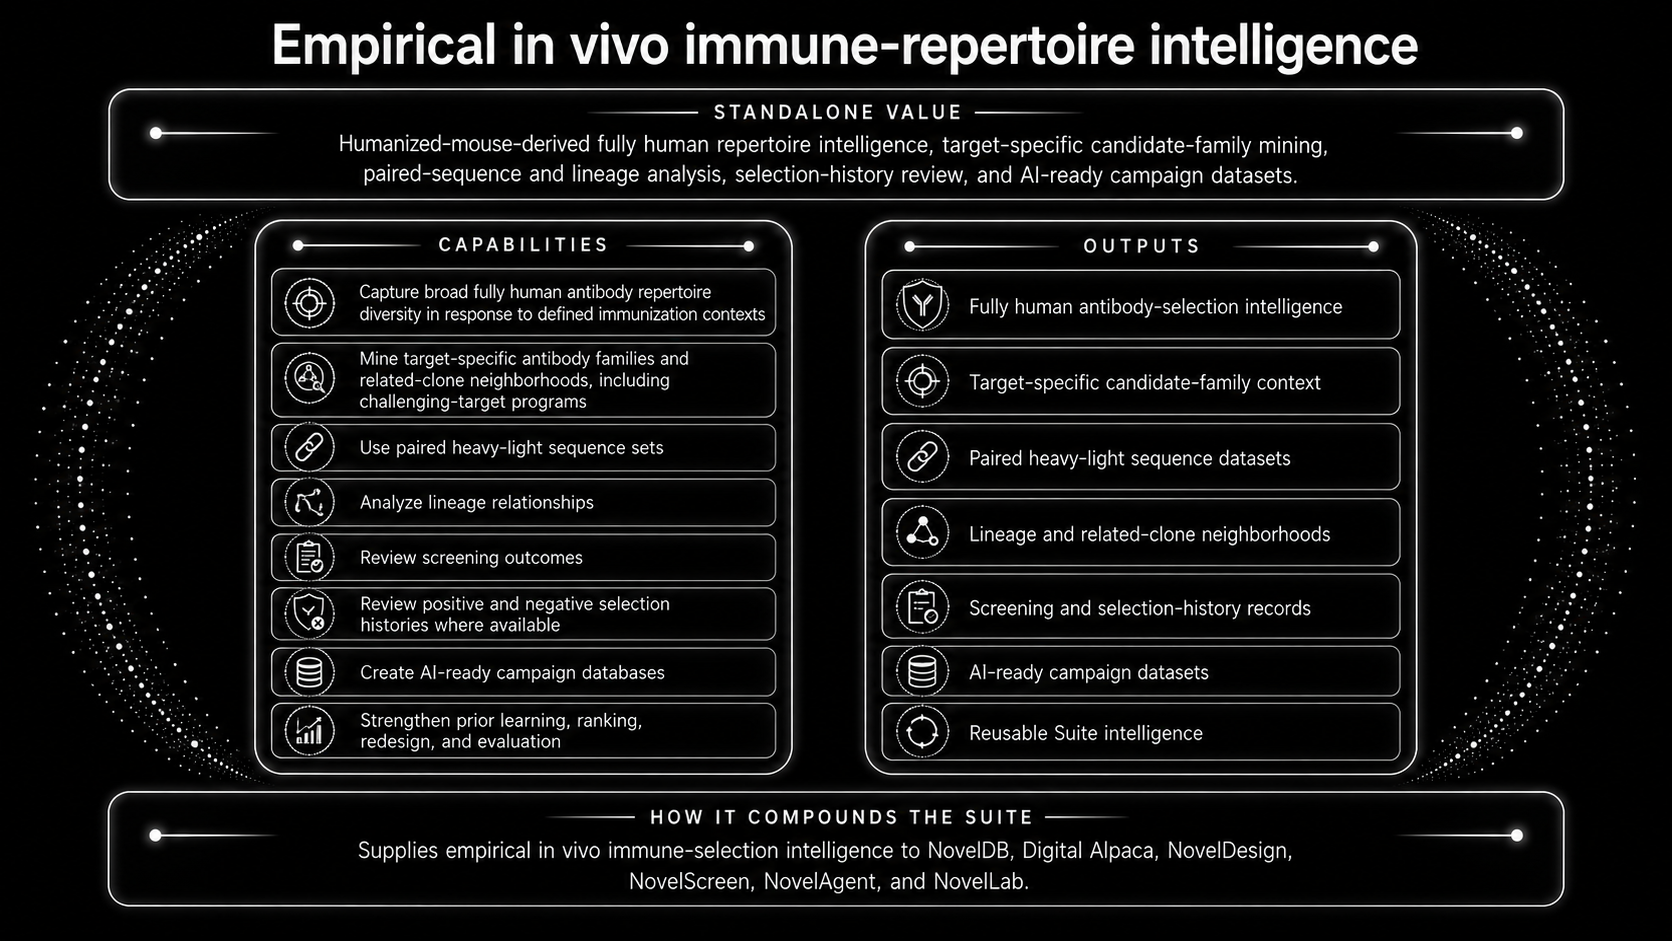 Empirical in vivo immune-repertoire intelligence
STANDALONE VALUE
Humanized-mouse-derived fully human repertoire intelligence, target-specific candidate-family mining,
paired-sequence and lineage analysis, selection-history review, and AI-ready campaign datasets.
CAPABILITIES
Capture broad fully human antibody repertoire
diversity in response to defined immunization contexts
Mine target-specific antibody families and
related-clone neighborhoods, including
challenging-target programs
Use paired heavy-light sequence sets
Analyze lineage relationships
Review screening outcomes
Review positive and negative selection
histories where available
Create AI-ready campaign databases
Strengthen prior learning, ranking,
redesign, and evaluation
OUTPUTS
Fully human antibody-selection intelligence
Target-specific candidate-family context
Paired heavy-light sequence datasets
Lineage and related-clone neighborhoods
Screening and selection-history records
AI-ready campaign datasets
Reusable Suite intelligence
HOW IT COMPOUNDS THE SUITE
Supplies empirical in vivo immune-selection intelligence to NovelDB, Digital Alpaca, NovelDesign,
NovelScreen, NovelAgent, and NovelLab.